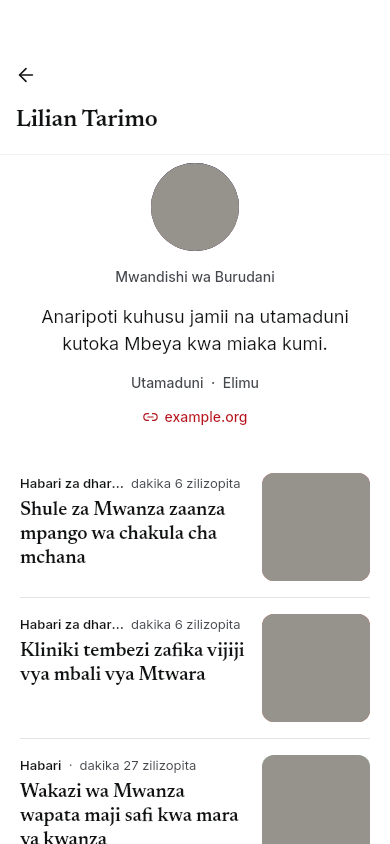 Lilian Tarimo
Mwandishi wa Burudani
Anaripoti kuhusu jamii na utamaduni
kutoka Mbeya kwa miaka kumi.
Utamaduni · Elimu
example.org
Habari za dhar... dakika 6 zilizopita
Shule za Mwanza zaanza
mpango wa chakula cha
mchana
Habari za dhar... dakika 6 zilizopita
Kliniki tembezi zafika vijiji
vya mbali vya Mtwara
Habari · dakika 27 zilizopita
Wakazi wa Mwanza
wapata maji safi kwa mara
ya kwanza